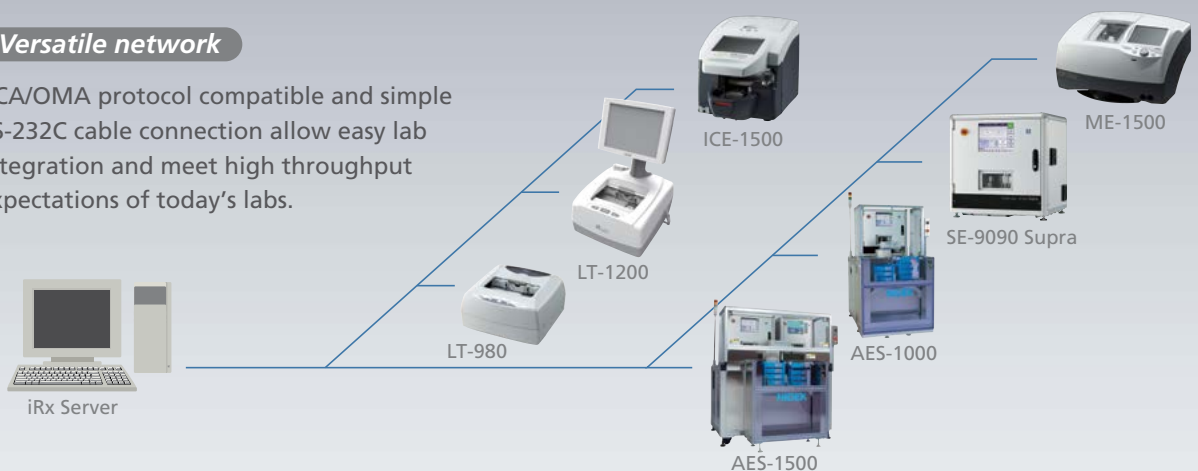 Versatile network
CA/OMA protocol compatible and simple
S-232C cable connection allow easy lab
tegration and meet high throughput
xpectations of today's labs.
ICE-1500
ME-1500
LT-1200
SE-9090 Supra
LT-980
AES-1000
iRx Server
NIDEK
AES-1500